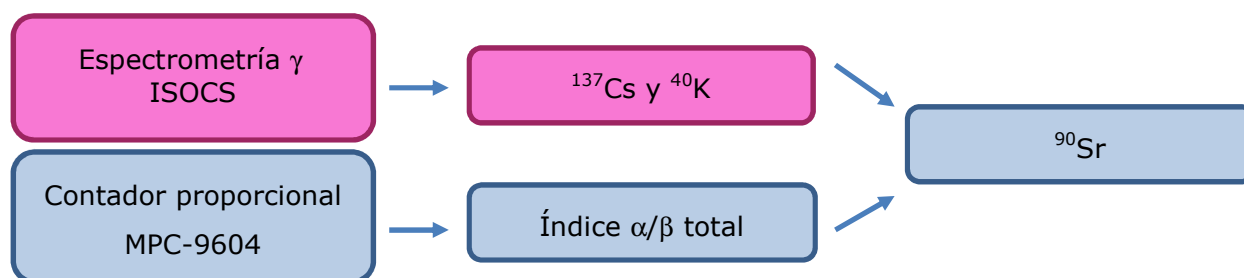 Espectrometría γ
ISOCS
¹³⁷Cs y ⁴⁰K
⁹⁰Sr
Contador proporcional
MPC-9604
Índice α/β total